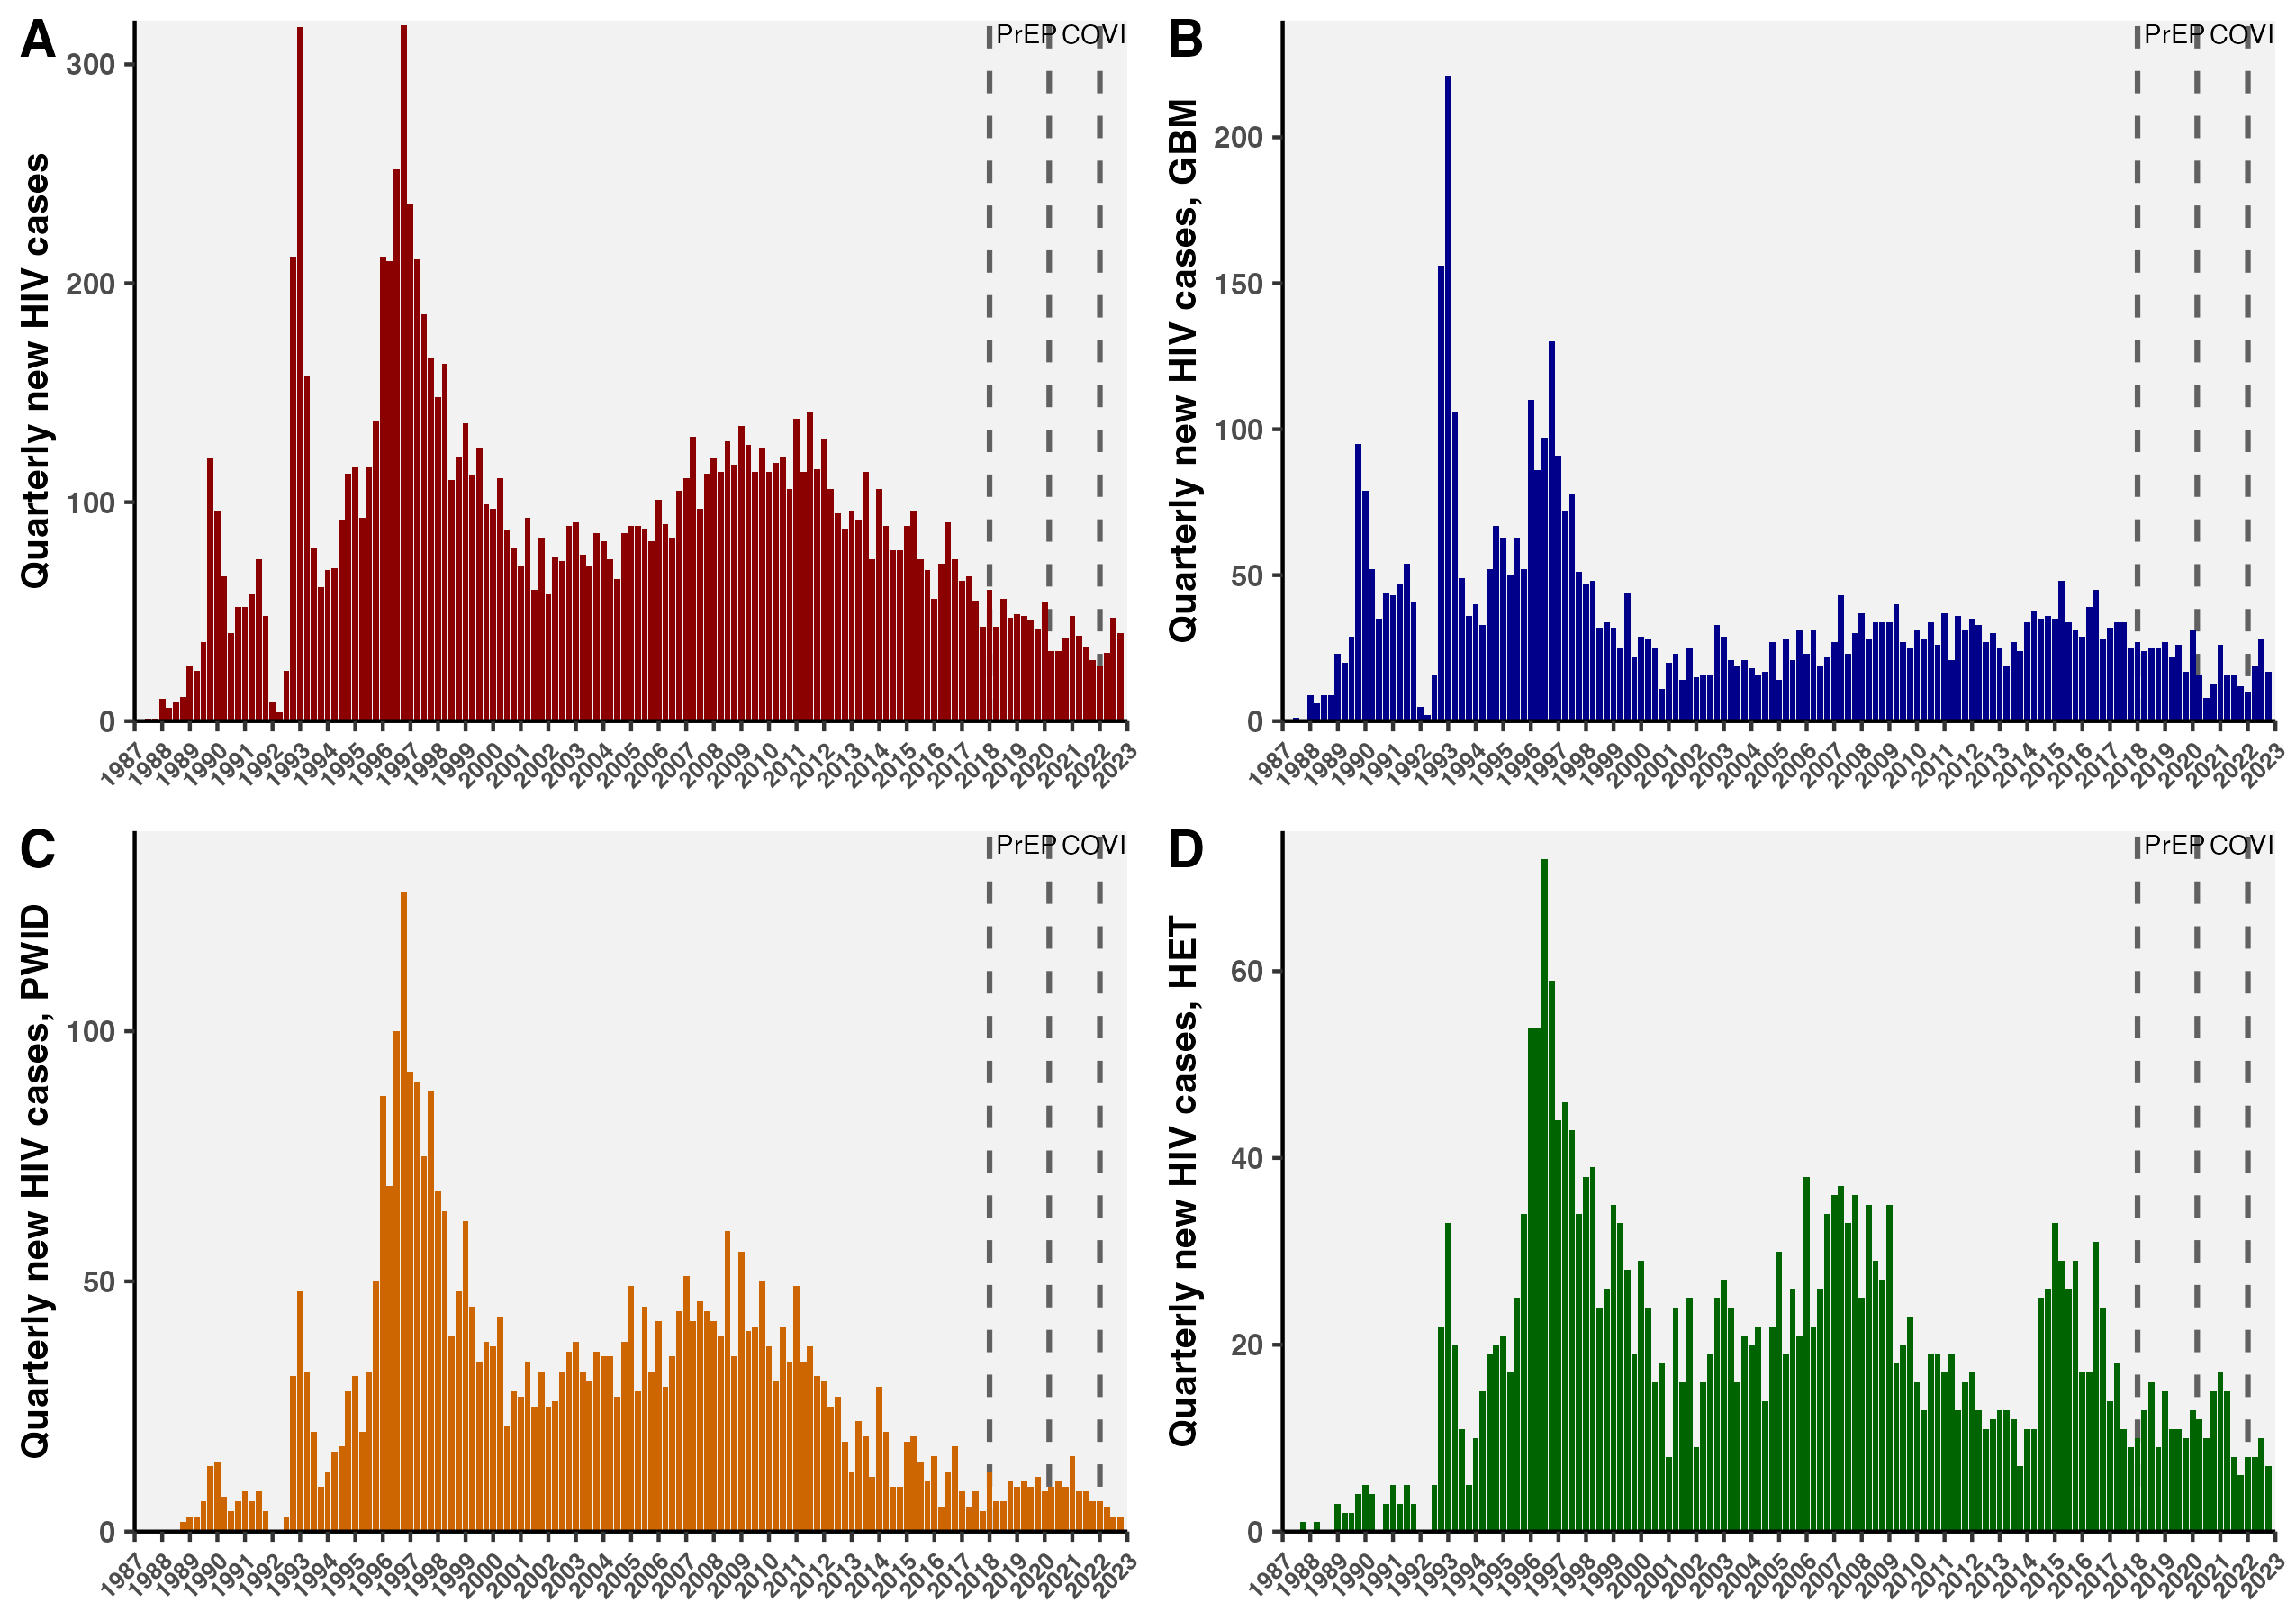 A
Quarterly new HIV cases
300
200
100
0
PrEP COVI
1987 1988 1989 1990 1991 1992 1993 1994 1995 1996 1997 1998 1999 2000 2001 2002 2003 2004 2005 2006 2007 2008 2009 2010 2011 2012 2013 2014 2015 2016 2017 2018 2019 2020 2021 2022 2023
B
Quarterly new HIV cases, GBM
200
150
100
50
0
PrEP COVI
1987 1988 1989 1990 1991 1992 1993 1994 1995 1996 1997 1998 1999 2000 2001 2002 2003 2004 2005 2006 2007 2008 2009 2010 2011 2012 2013 2014 2015 2016 2017 2018 2019 2020 2021 2022 2023
C
Quarterly new HIV cases, PWID
100
50
0
PrEP COVI
1987 1988 1989 1990 1991 1992 1993 1994 1995 1996 1997 1998 1999 2000 2001 2002 2003 2004 2005 2006 2007 2008 2009 2010 2011 2012 2013 2014 2015 2016 2017 2018 2019 2020 2021 2022 2023
D
Quarterly new HIV cases, HET
60
40
20
0
PrEP COVI
1987 1988 1989 1990 1991 1992 1993 1994 1995 1996 1997 1998 1999 2000 2001 2002 2003 2004 2005 2006 2007 2008 2009 2010 2011 2012 2013 2014 2015 2016 2017 2018 2019 2020 2021 2022 2023